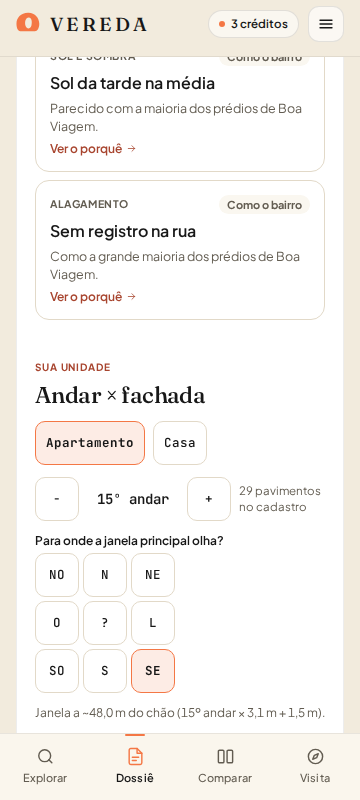 VEREDA
3 créditos
SOL E SOMBRA
Como o bairro
Sol da tarde na média
Parecido com a maioria dos prédios de Boa
Viagem.
Ver o porquê →
ALAGAMENTO
Como o bairro
Sem registro na rua
Como a grande maioria dos prédios de Boa
Viagem.
Ver o porquê →
SUA UNIDADE
Andar × fachada
Apartamento
Casa
-
15º andar
+
29 pavimentos
no cadastro
Para onde a janela principal olha?
NO
N
NE
O
?
L
SO
S
SE
Janela a ~48,0 m do chão (15º andar × 3,1 m + 1,5 m).
Explorar
Dossiê
Comparar
Visita